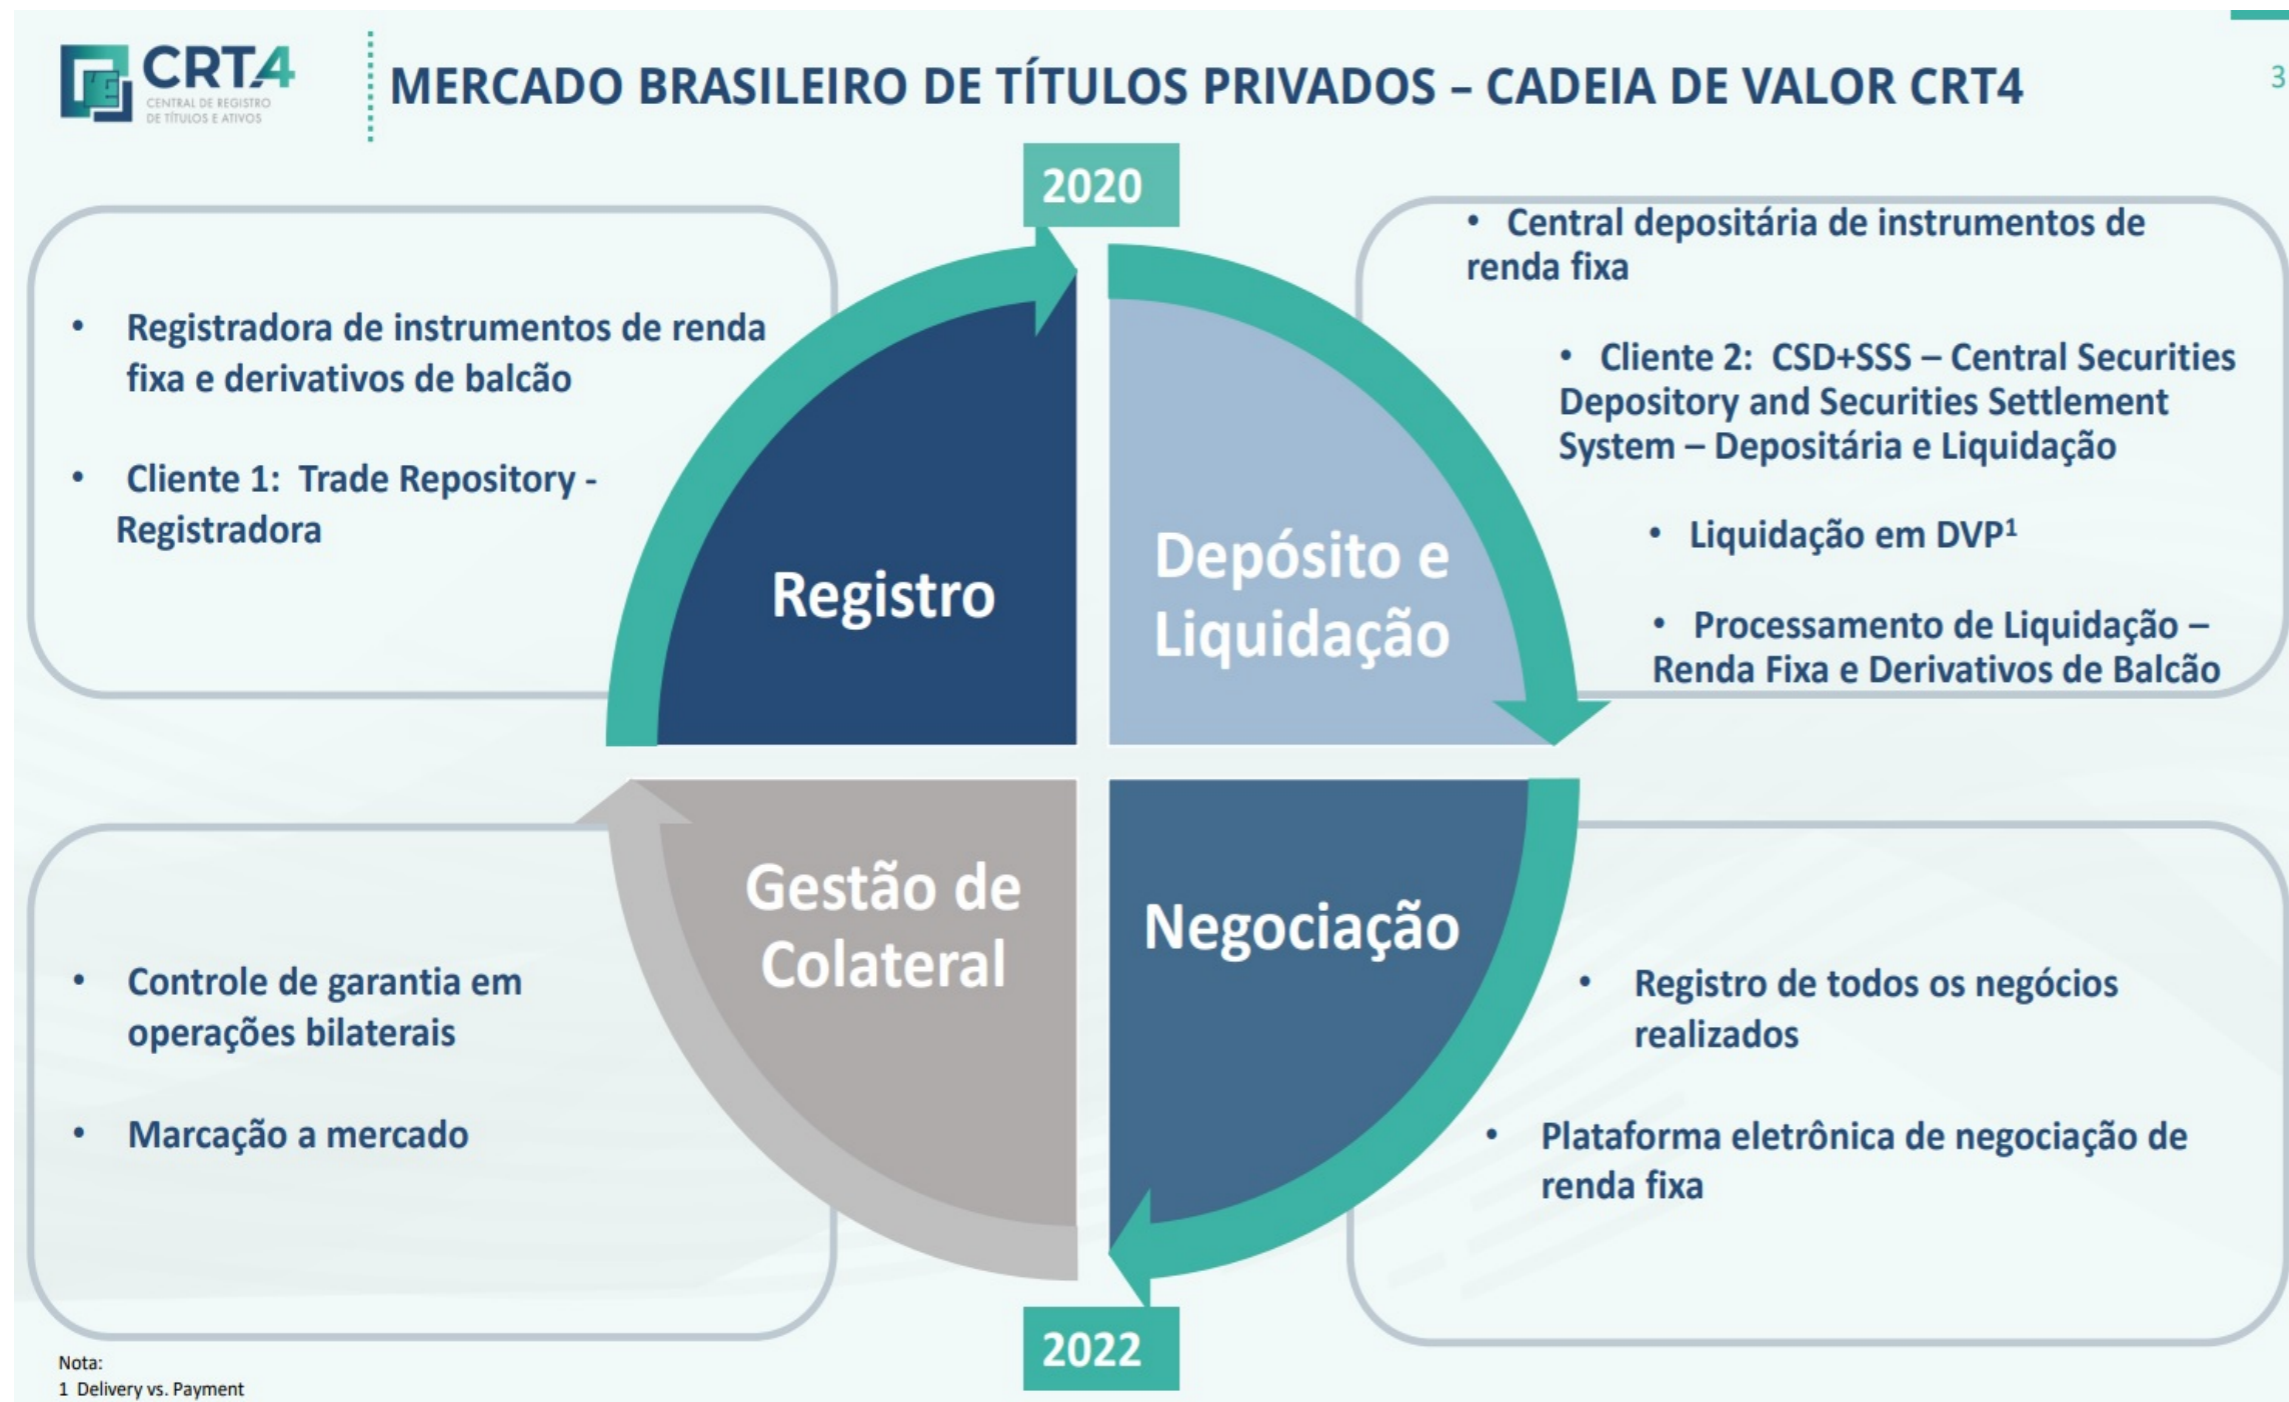 CRT4
CENTRAL DE REGISTRO
DE TÍTULOS E ATIVOS
MERCADO BRASILEIRO DE TÍTULOS PRIVADOS – CADEIA DE VALOR CRT4
3
2020
• Registradora de instrumentos de renda
fixa e derivativos de balcão
• Cliente 1: Trade Repository -
Registradora
Registro
Depósito e
Liquidação
• Central depositária de instrumentos de
renda fixa
• Cliente 2: CSD+SSS – Central Securities
Depository and Securities Settlement
System – Depositária e Liquidação
• Liquidação em DVP¹
• Processamento de Liquidação –
Renda Fixa e Derivativos de Balcão
• Controle de garantia em
operações bilaterais
• Marcação a mercado
Gestão de
Colateral
Negociação
• Registro de todos os negócios
realizados
• Plataforma eletrônica de negociação de
renda fixa
2022
Nota:
1 Delivery vs. Payment